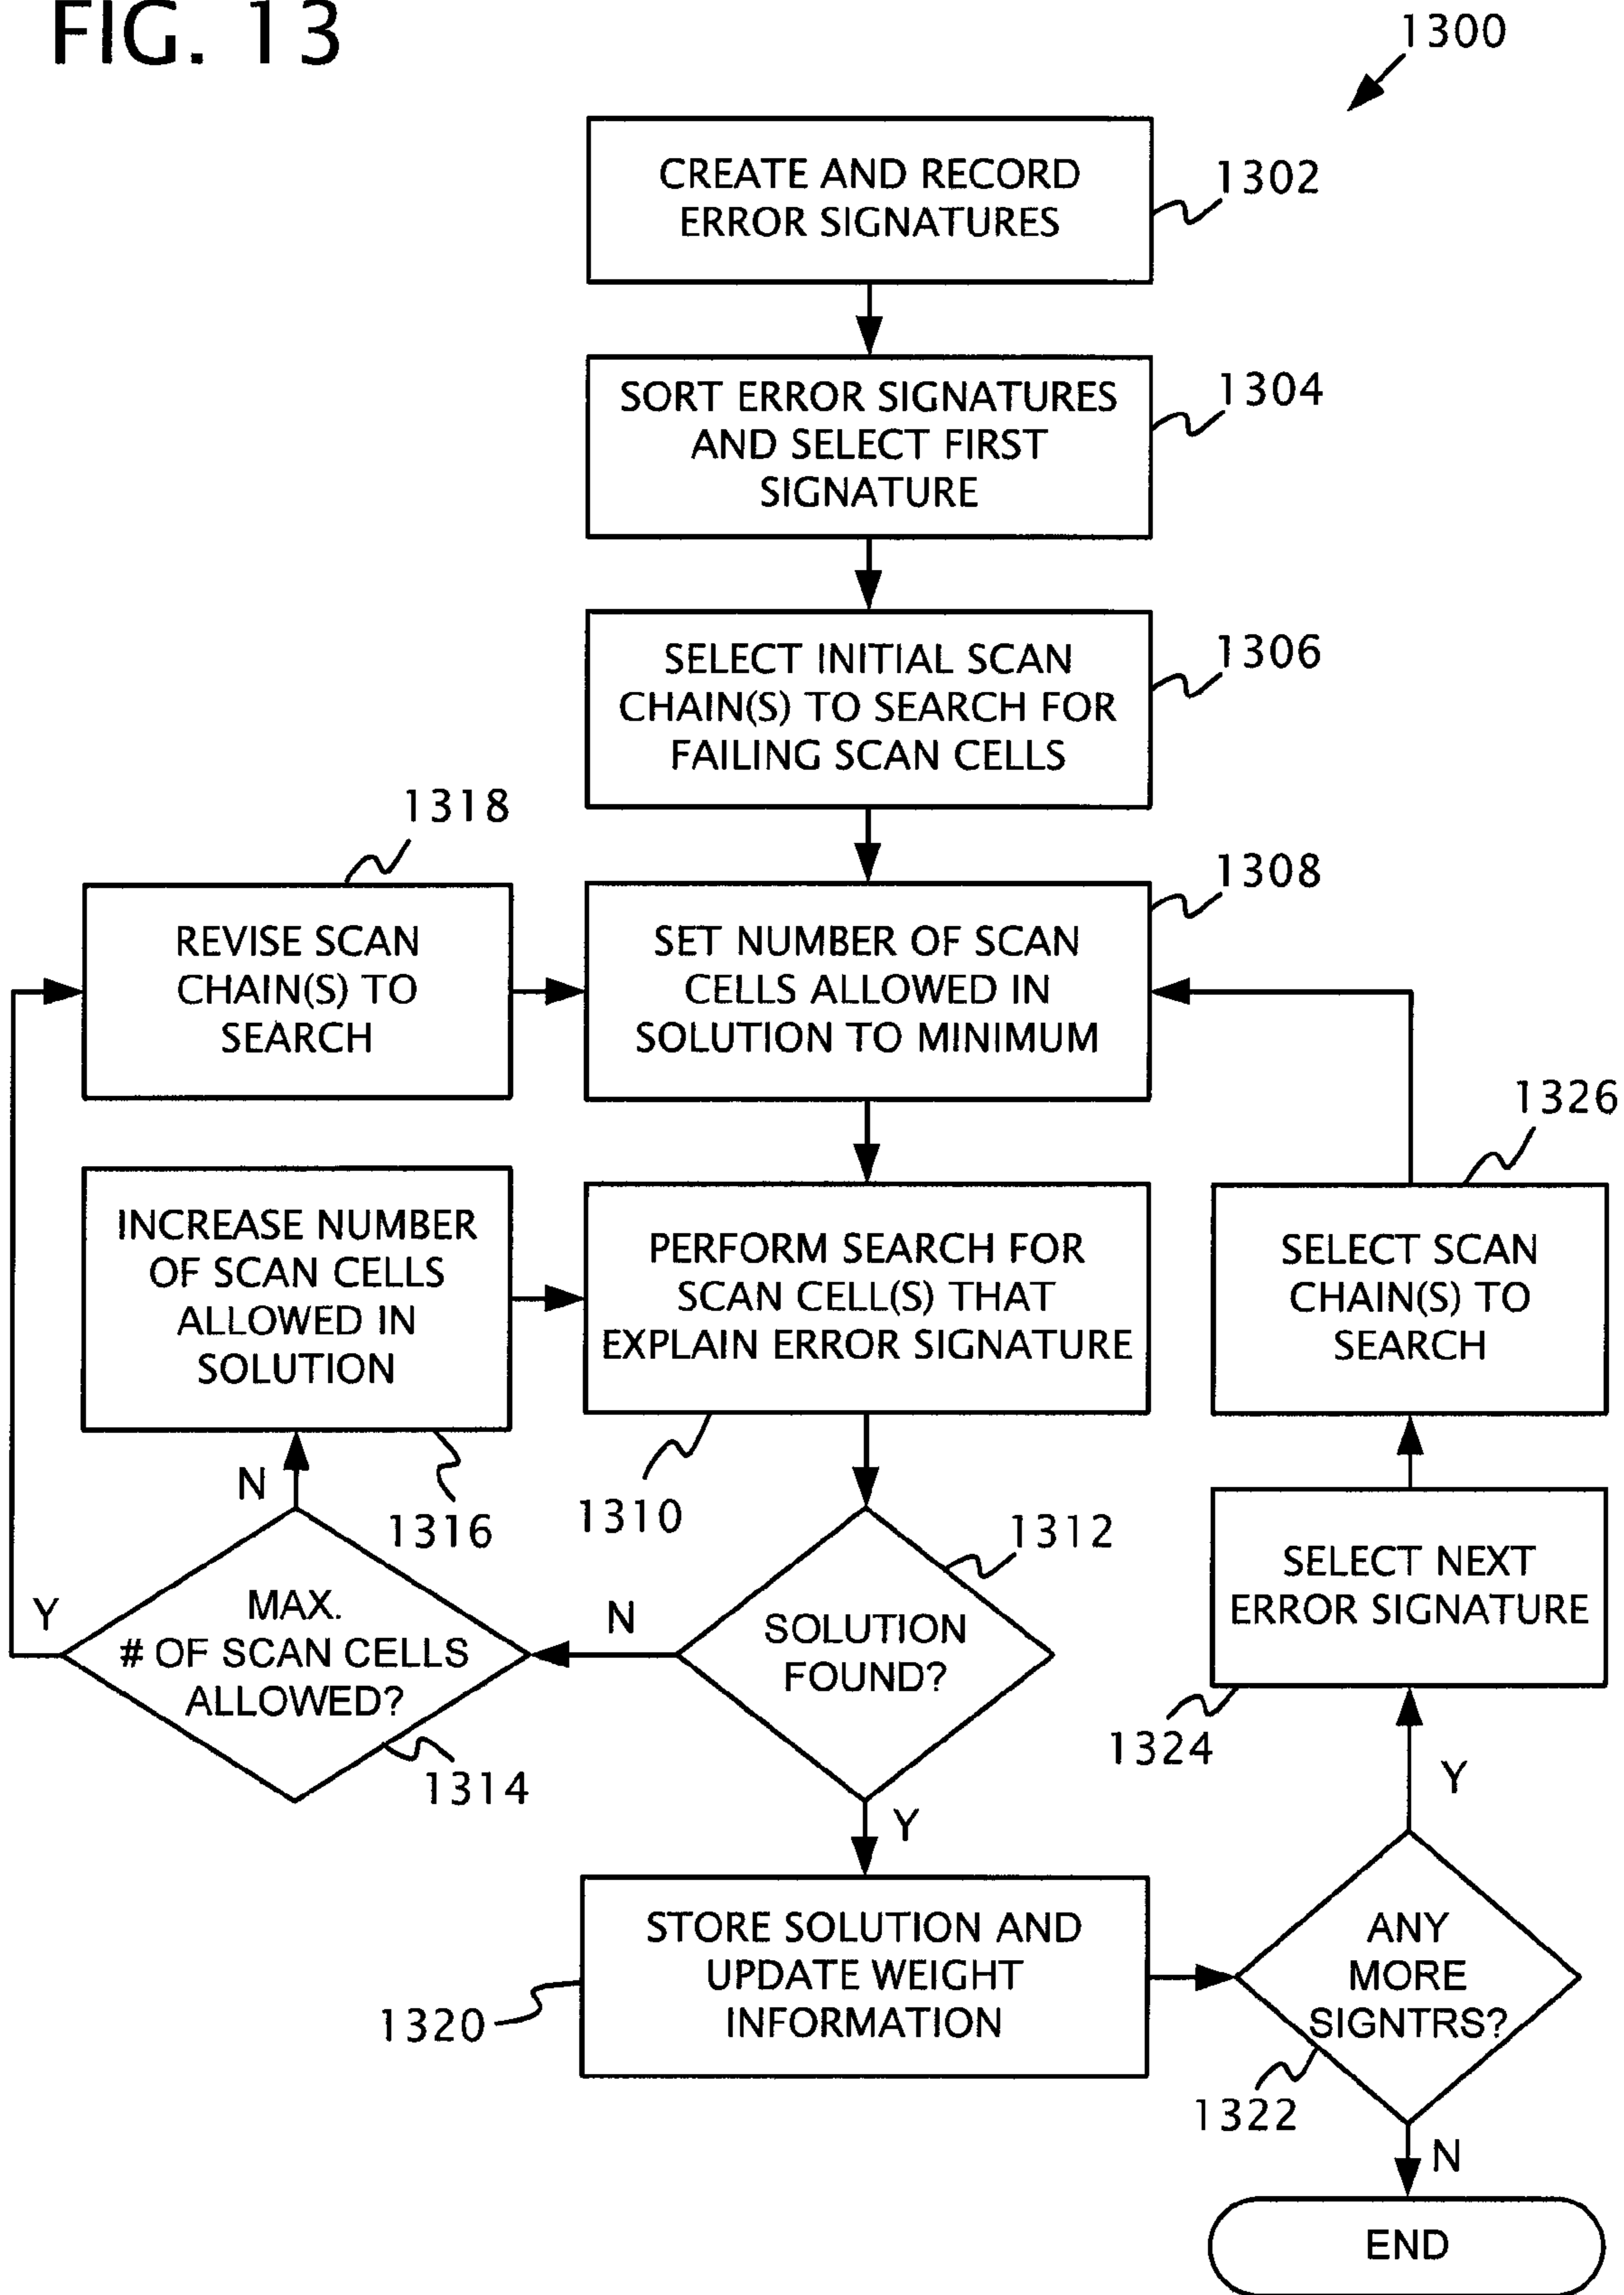 FIG. 13
1300
CREATE AND RECORD
ERROR SIGNATURES
1302
SORT ERROR SIGNATURES
AND SELECT FIRST
SIGNATURE
1304
SELECT INITIAL SCAN
CHAIN(S) TO SEARCH FOR
FAILING SCAN CELLS
1306
1318
REVISE SCAN
CHAIN(S) TO
SEARCH
SET NUMBER OF SCAN
CELLS ALLOWED IN
SOLUTION TO MINIMUM
1308
1326
INCREASE NUMBER
OF SCAN CELLS
ALLOWED IN
SOLUTION
PERFORM SEARCH FOR
SCAN CELL(S) THAT
EXPLAIN ERROR SIGNATURE
SELECT SCAN
CHAIN(S) TO
SEARCH
N
1316
1310
1312
SELECT NEXT
ERROR SIGNATURE
Y
MAX.
# OF SCAN CELLS
ALLOWED?
N
SOLUTION
FOUND?
1314
1324
Y
Y
STORE SOLUTION AND
UPDATE WEIGHT
INFORMATION
1320
ANY
MORE
SIGNTRS?
1322
N
END